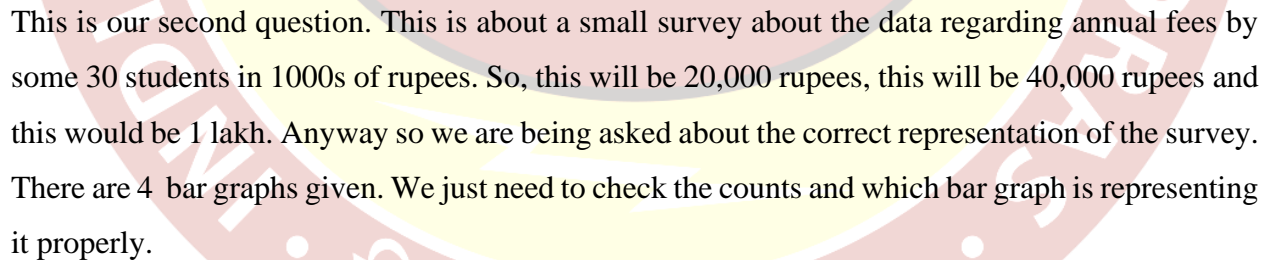 This is our second question. This is about a small survey about the data regarding annual fees by
some 30 students in 1000s of rupees. So, this will be 20,000 rupees, this will be 40,000 rupees and
this would be 1 lakh. Anyway so we are being asked about the correct representation of the survey.
There are 4 bar graphs given. We just need to check the counts and which bar graph is representing
it properly.